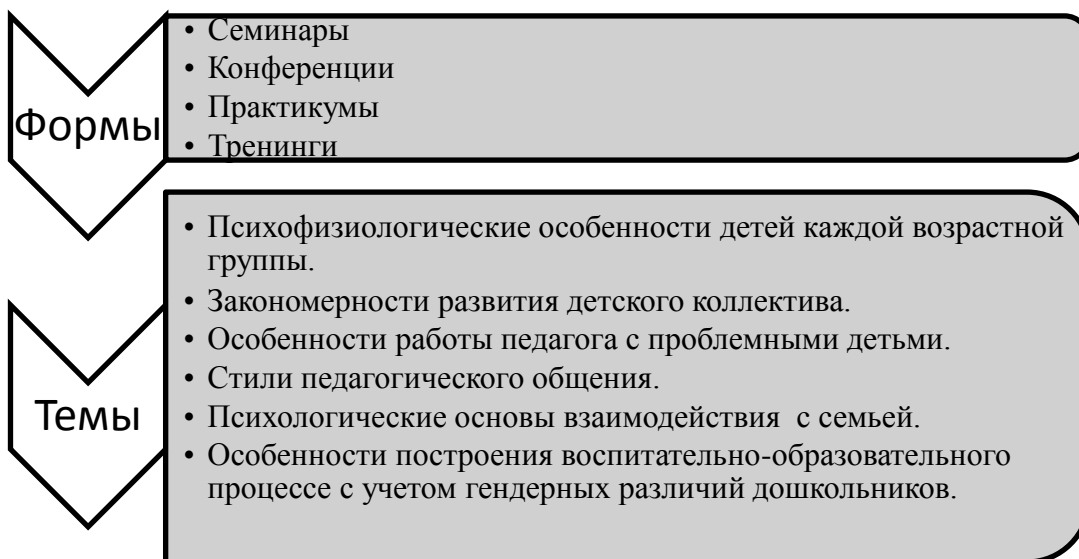 Формы
• Семинары
• Конференции
• Практикумы
• Тренинги
Темы
• Психофизиологические особенности детей каждой возрастной
группы.
• Закономерности развития детского коллектива.
• Особенности работы педагога с проблемными детьми.
• Стили педагогического общения.
• Психологические основы взаимодействия  с семьей.
• Особенности построения воспитательно-образовательного
процессе с учетом гендерных различий дошкольников.